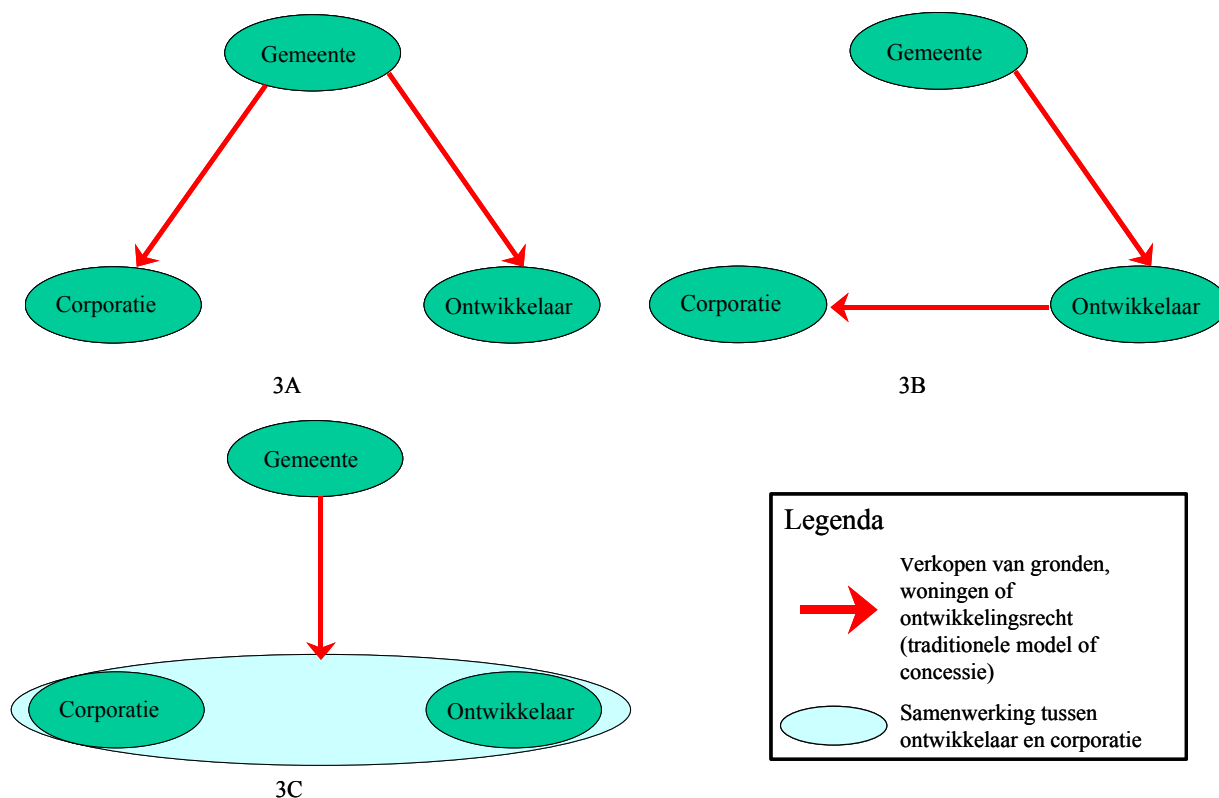 Gemeente
Corporatie
Ontwikkelaar
3A
Gemeente
Corporatie
Ontwikkelaar
3B
Gemeente
Corporatie
Ontwikkelaar
3C
Legenda
Verkopen van gronden,
woningen of
ontwikkelingsrecht
(traditionele model of
concessie)
Samenwerking tussen
ontwikkelaar en corporatie